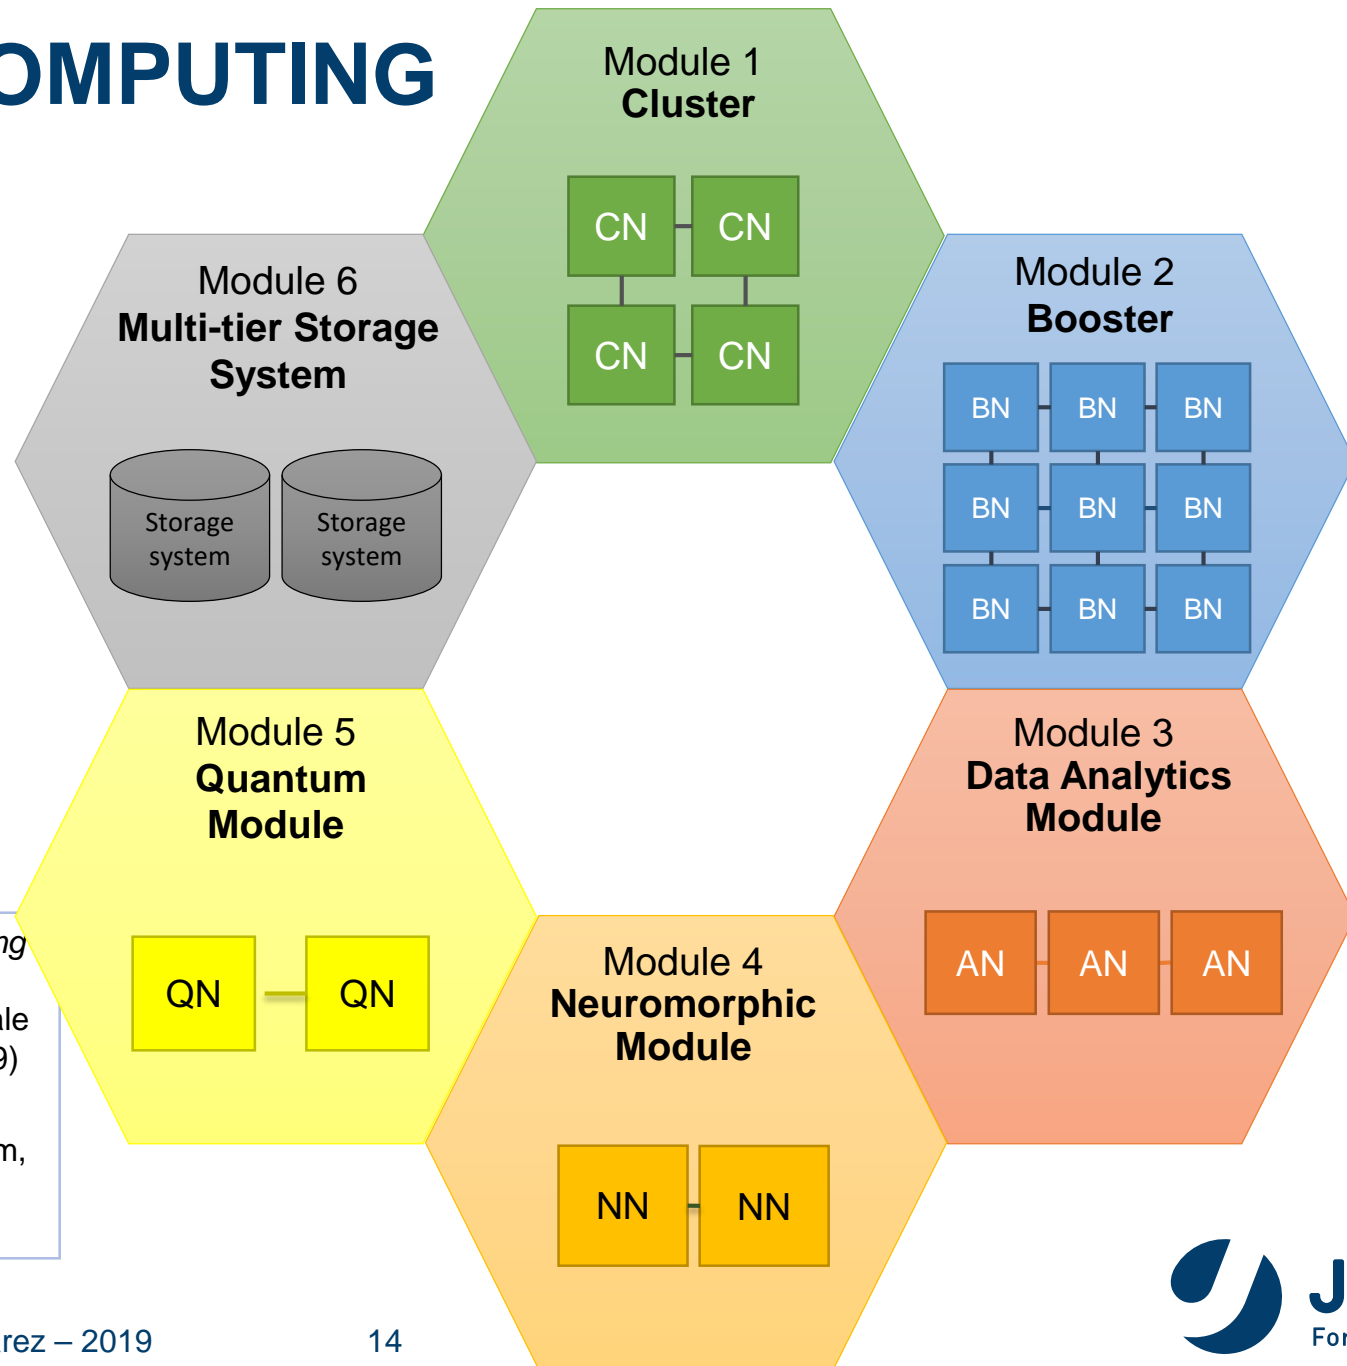 OMPUTING
Module 1
Cluster
CN CN
CN CN
Module 2
Booster
BN BN BN
BN BN BN
BN BN BN
Module 3
Data Analytics
Module
AN AN AN
Module 4
Neuromorphic
Module
NN NN
Module 5
Quantum
Module
QN QN
Module 6
Multi-tier Storage
System
Storage
system
Storage
system
ng
ale
9)
m,
rez – 2019
14
J
For